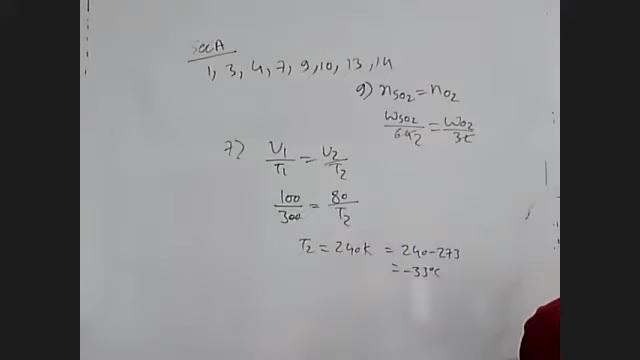 Sec A
1, 3, 4, 7, 9, 10, 13, 14
9) nSO2 = nO2
WSO2/64 = WO2/32
7) V1/T1 = V2/T2
100/300 = 80/T2
T2 = 240K = 240-273
= -33°C